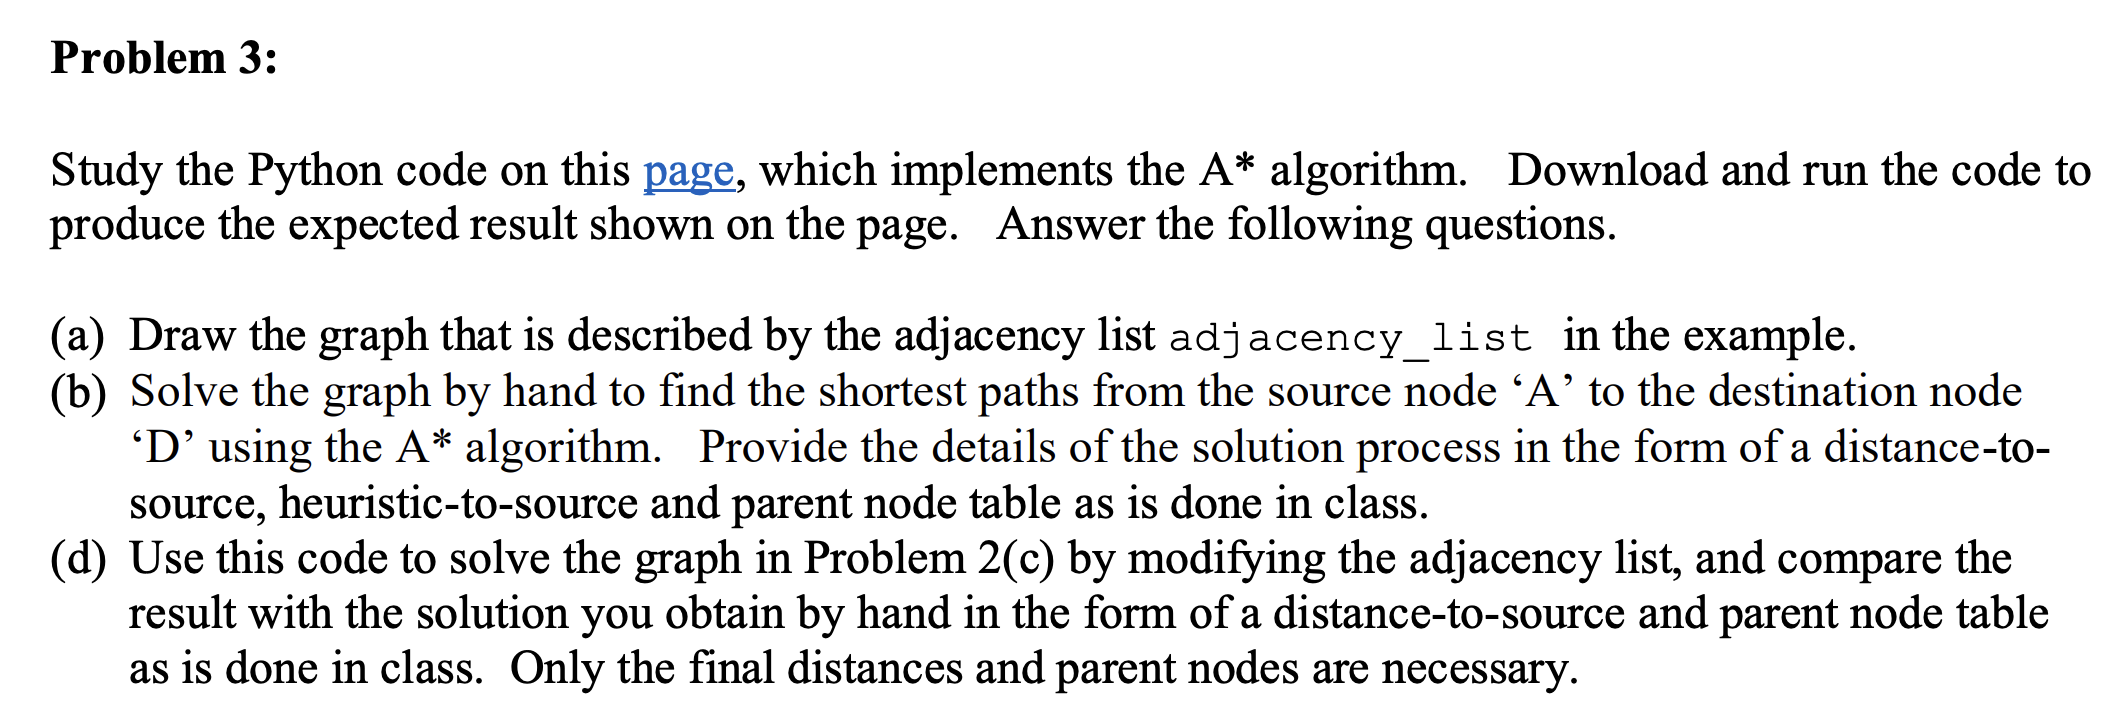 Problem 3:
Study the Python code on this page, which implements the A* algorithm. Download and run the code to
produce the expected result shown on the page. Answer the following questions.
(a) Draw the graph that is described by the adjacency list adjacency_list in the example.
(b) Solve the graph by hand to find the shortest paths from the source node ‘A’ to the destination node
‘D’ using the A* algorithm. Provide the details of the solution process in the form of a distance-to-
source, heuristic-to-source and parent node table as is done in class.
(d) Use this code to solve the graph in Problem 2(c) by modifying the adjacency list, and compare the
result with the solution you obtain by hand in the form of a distance-to-source and parent node table
as is done in class. Only the final distances and parent nodes are necessary.